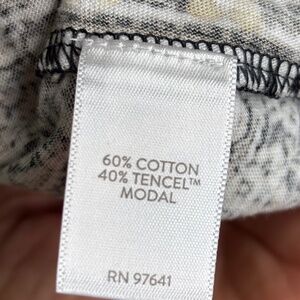 60% COTTON
40% TENCEL™
MODAL
RN 97641